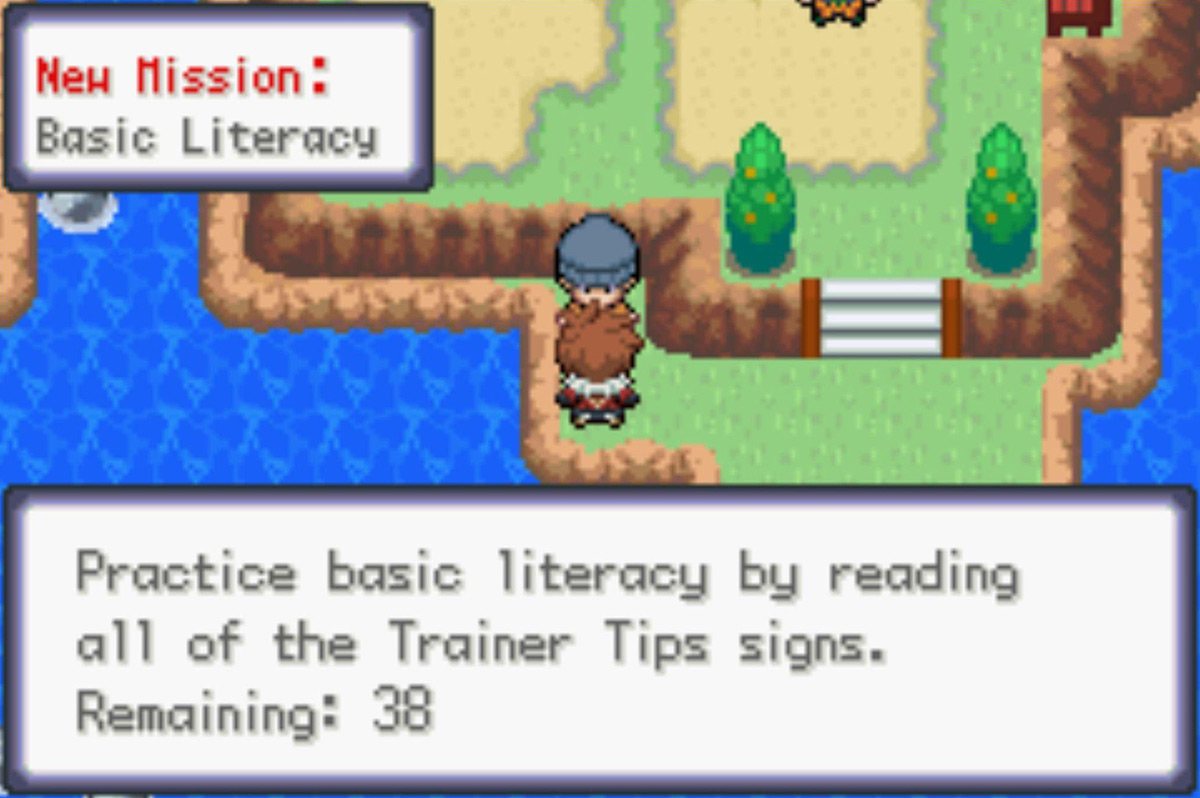 New Mission:
Basic Literacy
Practice basic literacy by reading
all of the Trainer Tips signs.
Remaining: 38